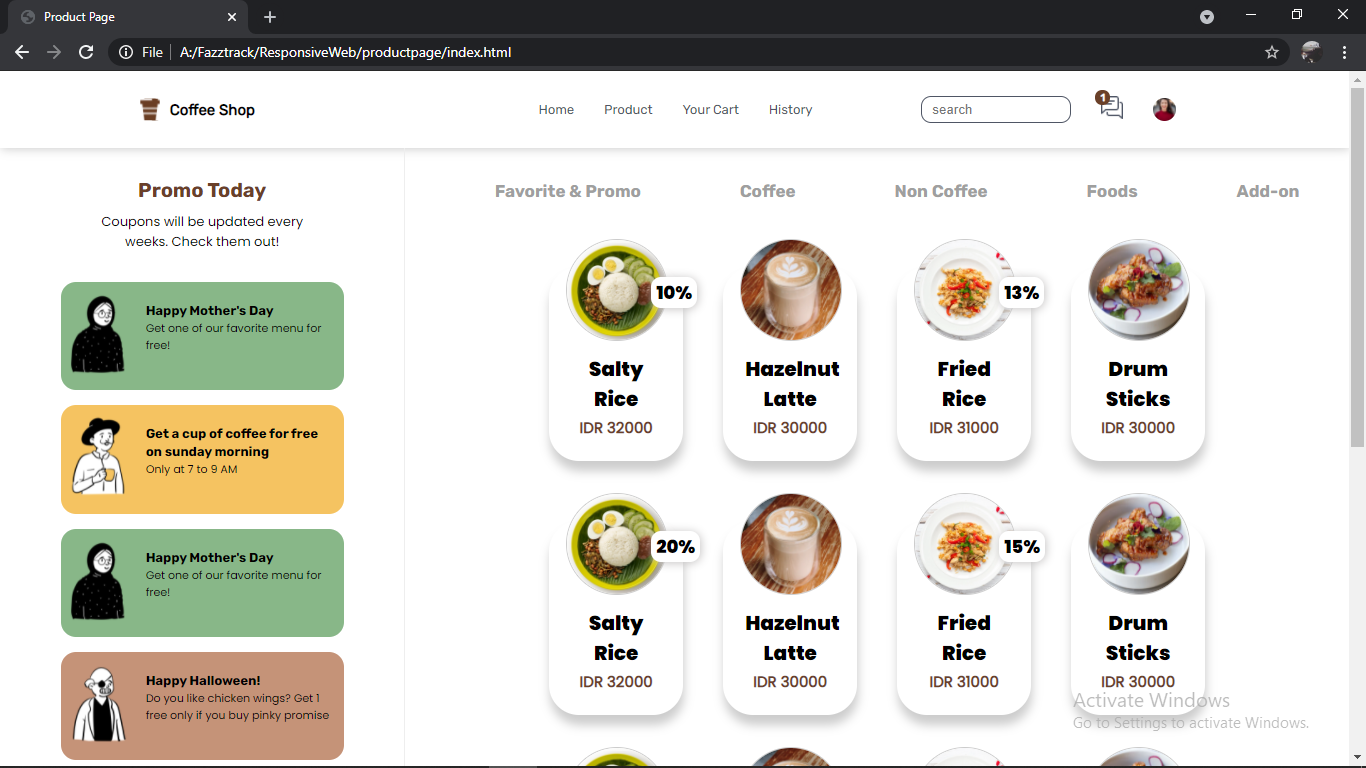 Product Page
File
A:/Fazztrack/ResponsiveWeb/productpage/index.html
Coffee Shop
Home
Product
Your Cart
History
search
1
Promo Today
Coupons will be updated every
weeks. Check them out!
Happy Mother's Day
Get one of our favorite menu for
free!
Get a cup of coffee for free
on sunday morning
Only at 7 to 9 AM
Happy Mother's Day
Get one of our favorite menu for
free!
Happy Halloween!
Do you like chicken wings? Get 1
free only if you buy pinky promise
Favorite & Promo
Coffee
Non Coffee
Foods
Add-on
10%
Salty
Rice
IDR 32000
Hazelnut
Latte
IDR 30000
13%
Fried
Rice
IDR 31000
Drum
Sticks
IDR 30000
20%
Salty
Rice
IDR 32000
Hazelnut
Latte
IDR 30000
15%
Fried
Rice
IDR 31000
Drum
Sticks
IDR 30000
Activate Windows
Go to Settings to activate Windows.